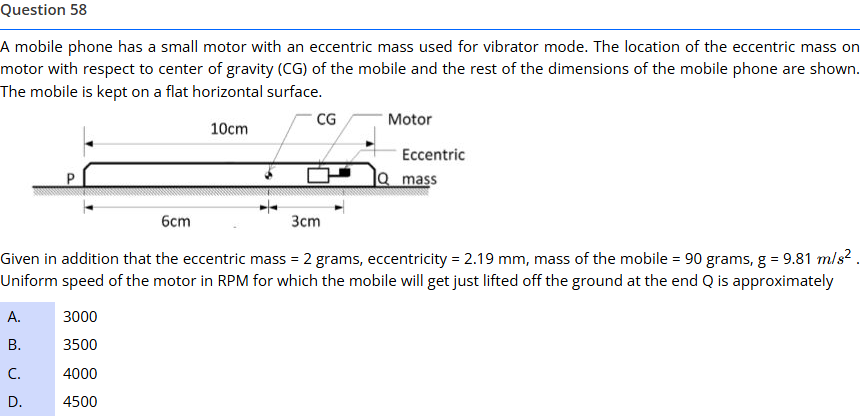 Question 58
A mobile phone has a small motor with an eccentric mass used for vibrator mode. The location of the eccentric mass on
motor with respect to center of gravity (CG) of the mobile and the rest of the dimensions of the mobile phone are shown.
The mobile is kept on a flat horizontal surface.
CG Motor
10cm
Eccentric
P Q mass
6cm 3cm
Given in addition that the eccentric mass = 2 grams, eccentricity = 2.19 mm, mass of the mobile = 90 grams, g = 9.81 m/s² .
Uniform speed of the motor in RPM for which the mobile will get just lifted off the ground at the end Q is approximately
A. 3000
B. 3500
C. 4000
D. 4500